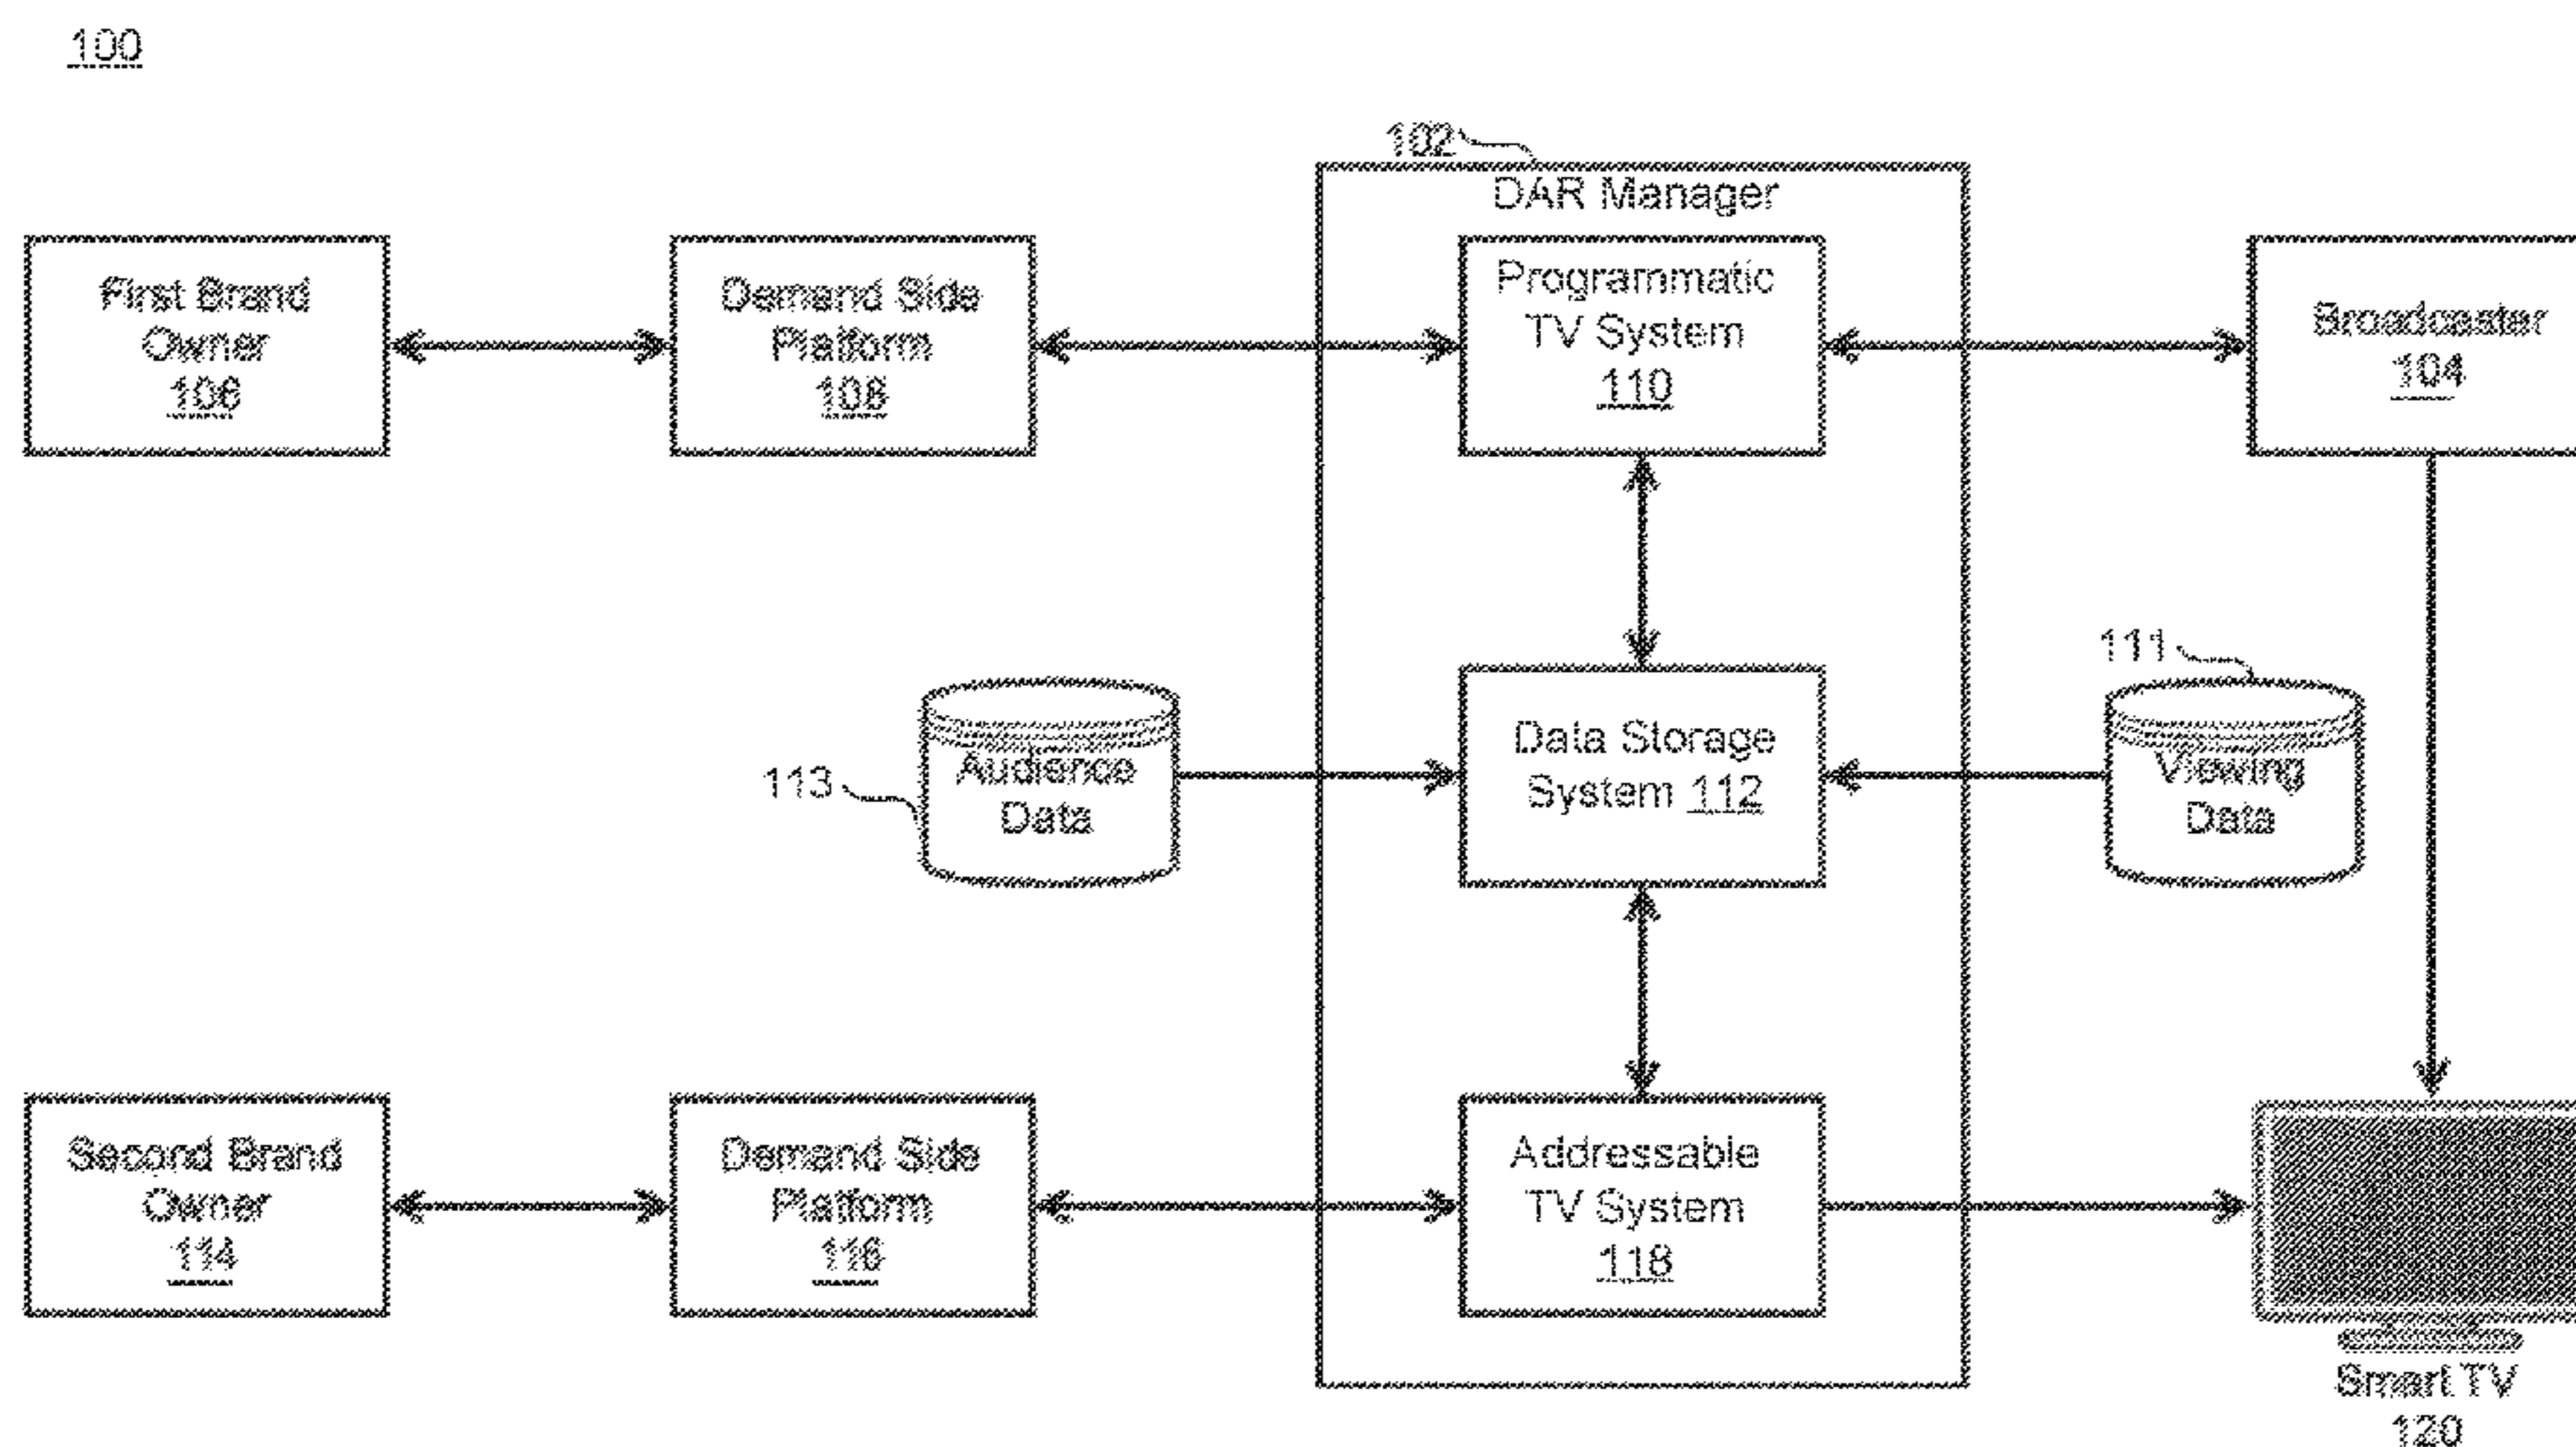 100
102
DAR Manager
First Brand
Owner
106
Demand Side
Platform
108
Programmatic
TV System
110
Broadcaster
104
111
113
Audience
Data
Data Storage
System 112
Viewing
Data
Second Brand
Owner
114
Demand Side
Platform
116
Addressable
TV System
118
Smart TV
120